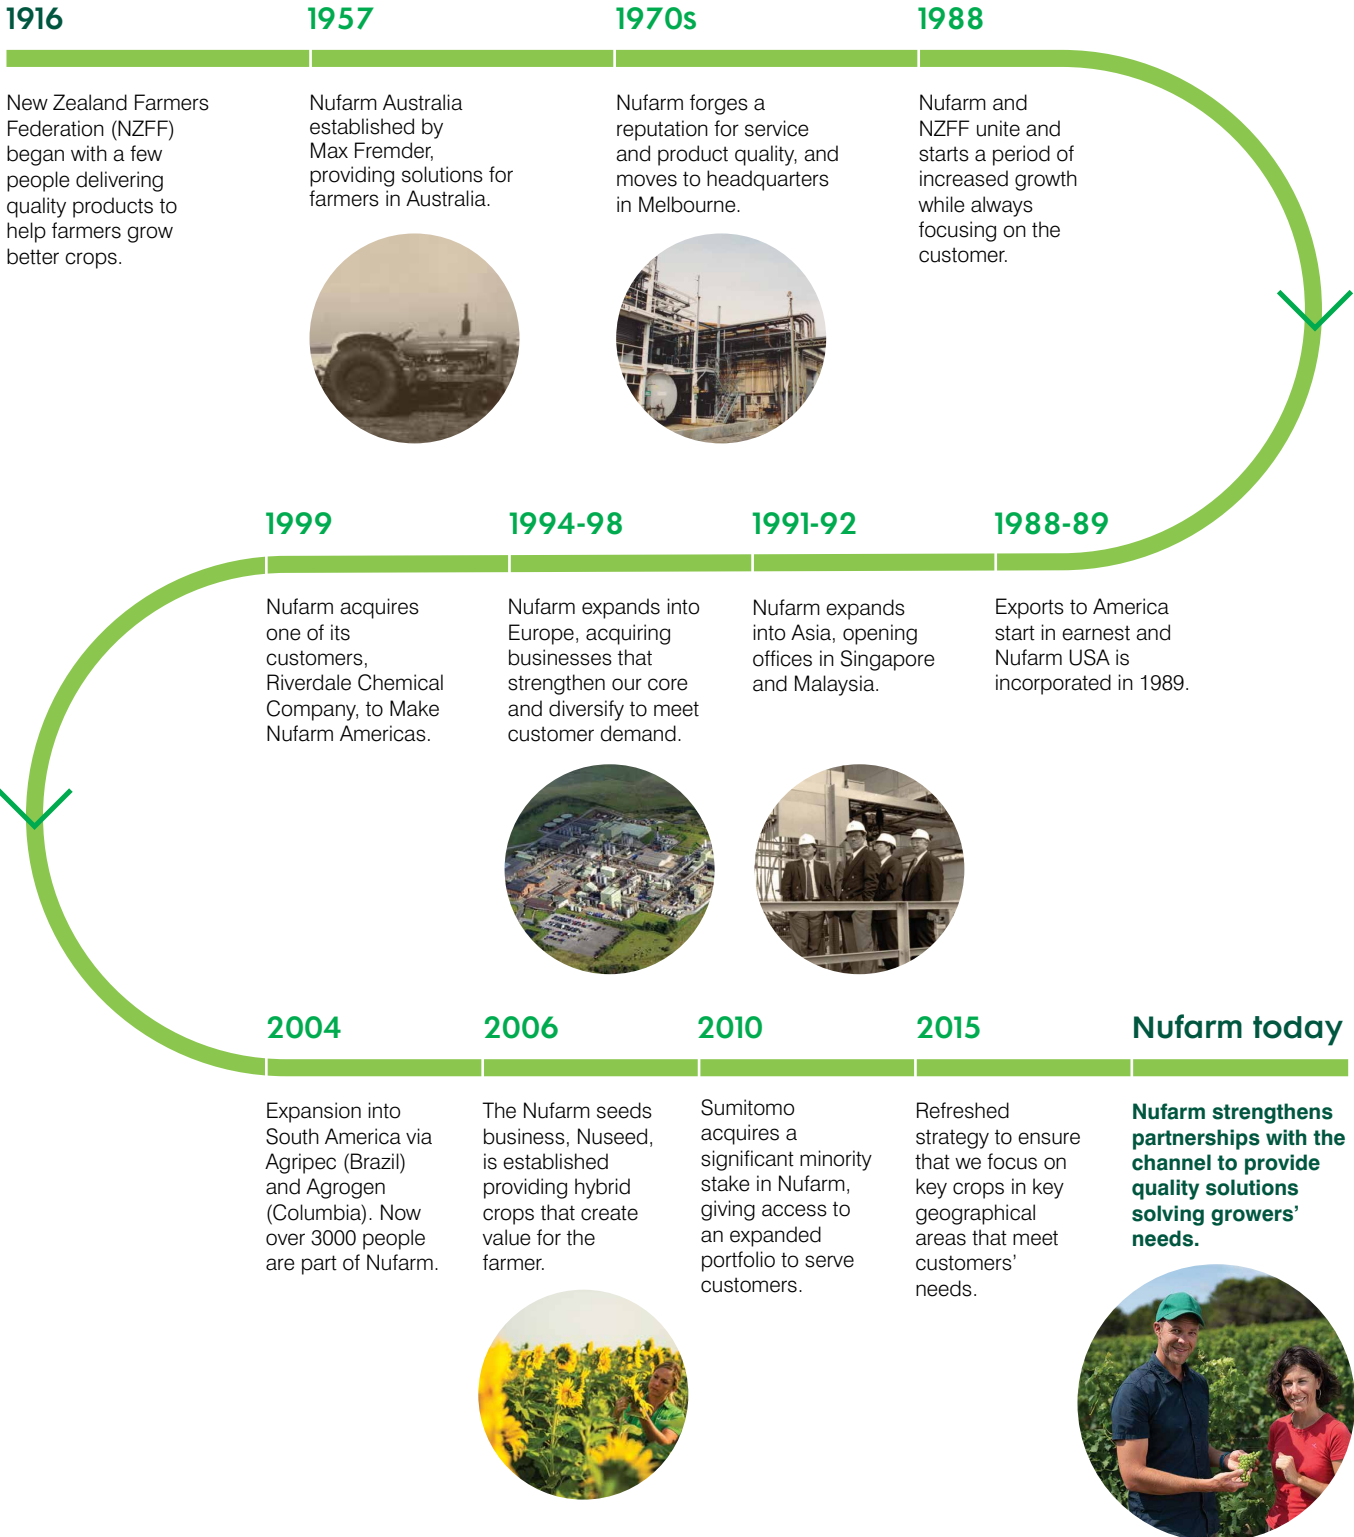 1916
New Zealand Farmers
Federation (NZFF)
began with a few
people delivering
quality products to
help farmers grow
better crops.
1957
Nufarm Australia
established by
Max Fremder,
providing solutions for
farmers in Australia.
1970s
Nufarm forges a
reputation for service
and product quality, and
moves to headquarters
in Melbourne.
1988
Nufarm and
NZFF unite and
starts a period of
increased growth
while always
focusing on the
customer.
1988-89
Exports to America
start in earnest and
Nufarm USA is
incorporated in 1989.
1991-92
Nufarm expands
into Asia, opening
offices in Singapore
and Malaysia.
1994-98
Nufarm expands into
Europe, acquiring
businesses that
strengthen our core
and diversify to meet
customer demand.
1999
Nufarm acquires
one of its
customers,
Riverdale Chemical
Company, to Make
Nufarm Americas.
2004
Expansion into
South America via
Agripec (Brazil)
and Agrogen
(Columbia). Now
over 3000 people
are part of Nufarm.
2006
The Nufarm seeds
business, Nuseed,
is established
providing hybrid
crops that create
value for the
farmer.
2010
Sumitomo
acquires a
significant minority
stake in Nufarm,
giving access to
an expanded
portfolio to serve
customers.
2015
Refreshed
strategy to ensure
that we focus on
key crops in key
geographical
areas that meet
customers’
needs.
Nufarm today
Nufarm strengthens
partnerships with the
channel to provide
quality solutions
solving growers’
needs.